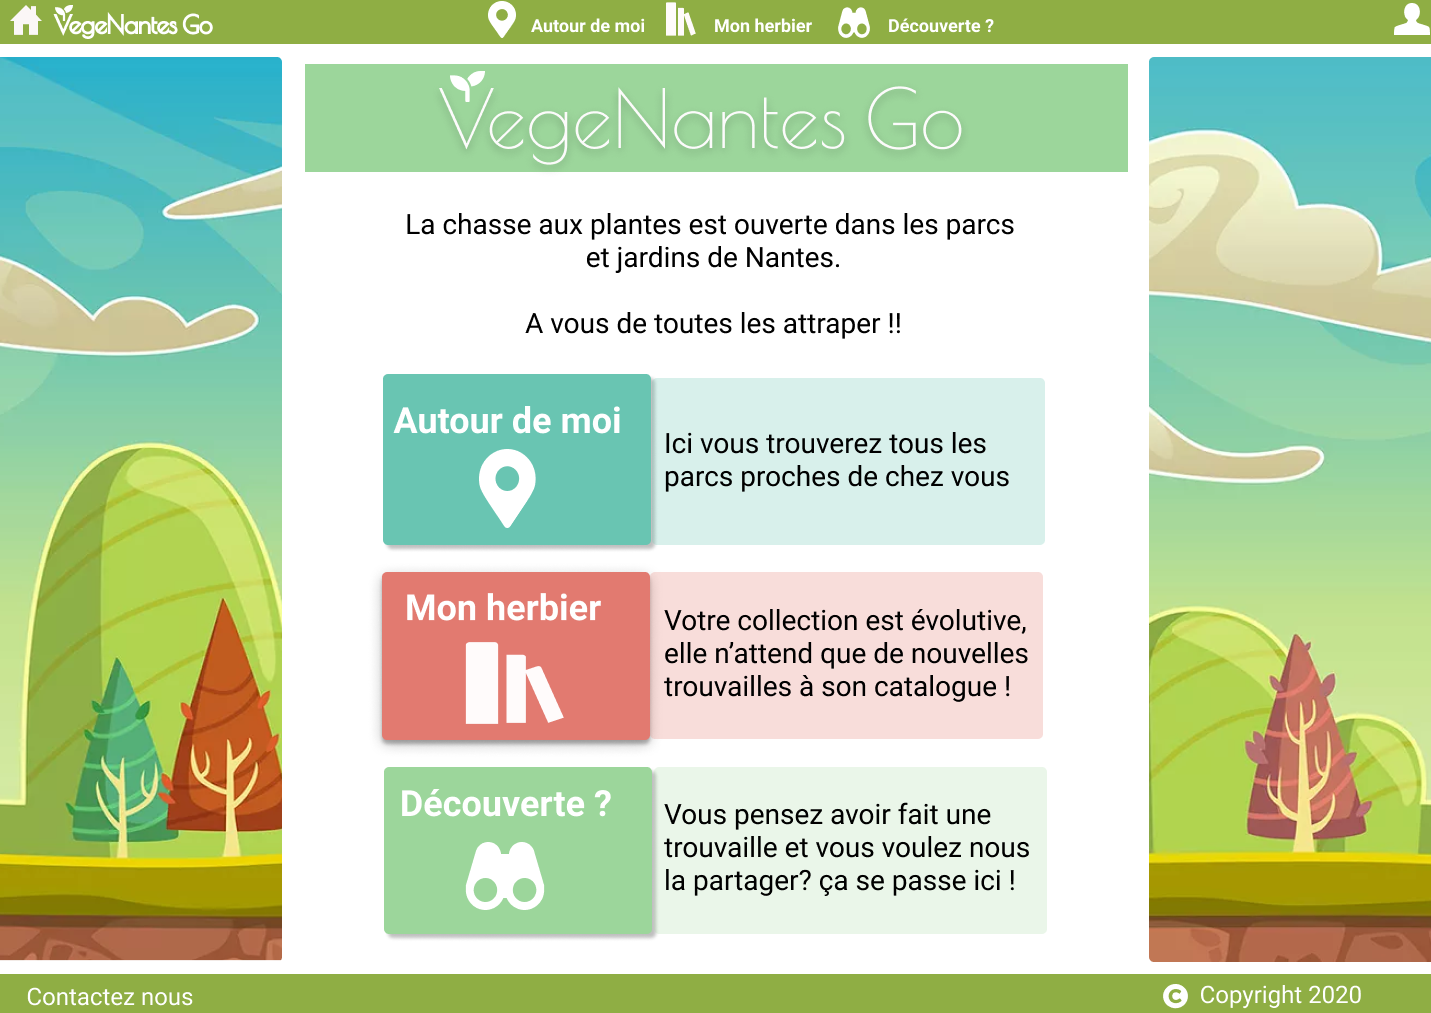 VegeNantes Go
Autour de moi
Mon herbier
Découverte ?
VegeNantes Go
La chasse aux plantes est ouverte dans les parcs
et jardins de Nantes.
A vous de toutes les attraper !!
Autour de moi
Ici vous trouverez tous les
parcs proches de chez vous
Mon herbier
Votre collection est évolutive,
elle n’attend que de nouvelles
trouvailles à son catalogue !
Découverte ?
Vous pensez avoir fait une
trouvaille et vous voulez nous
la partager? ça se passe ici !
Contactez nous
© Copyright 2020